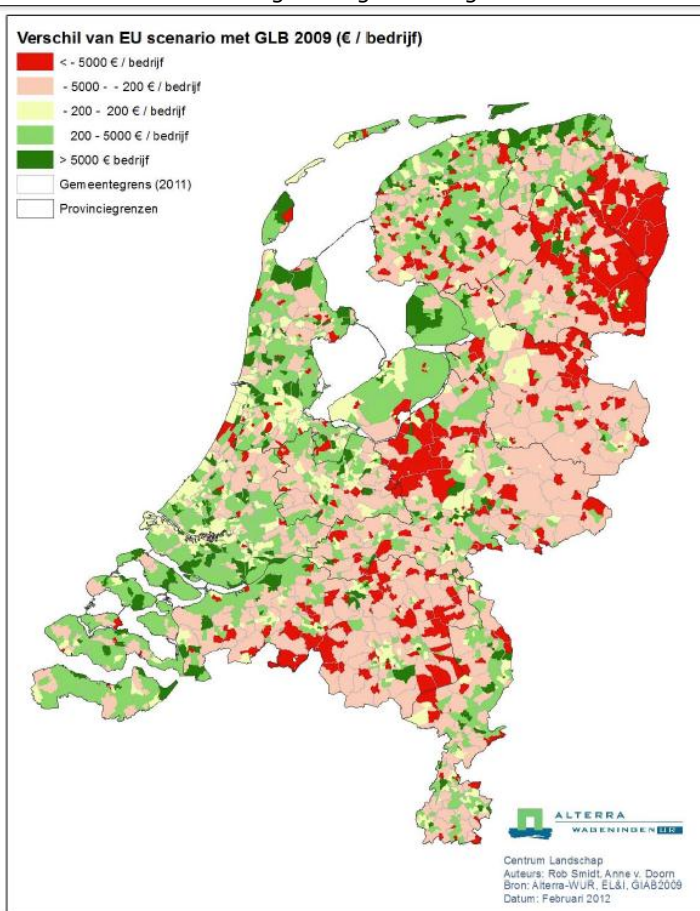 Verschil van EU scenario met GLB 2009 (€ / bedrijf)
< - 5000 € / bedrijf
- 5000 - - 200 € / bedrijf
- 200 - 200 € / bedrijf
200 - 5000 € / bedrijf
> 5000 € bedrijf
Gemeentegrens (2011)
Provinciegrenzen
ALTERRA
WAGENINGEN UR
Centrum Landschap
Auteurs: Rob Smidt, Anne v. Doorn
Bron: Alterra-WUR, EL&I, GIAB2009
Datum: Februari 2012